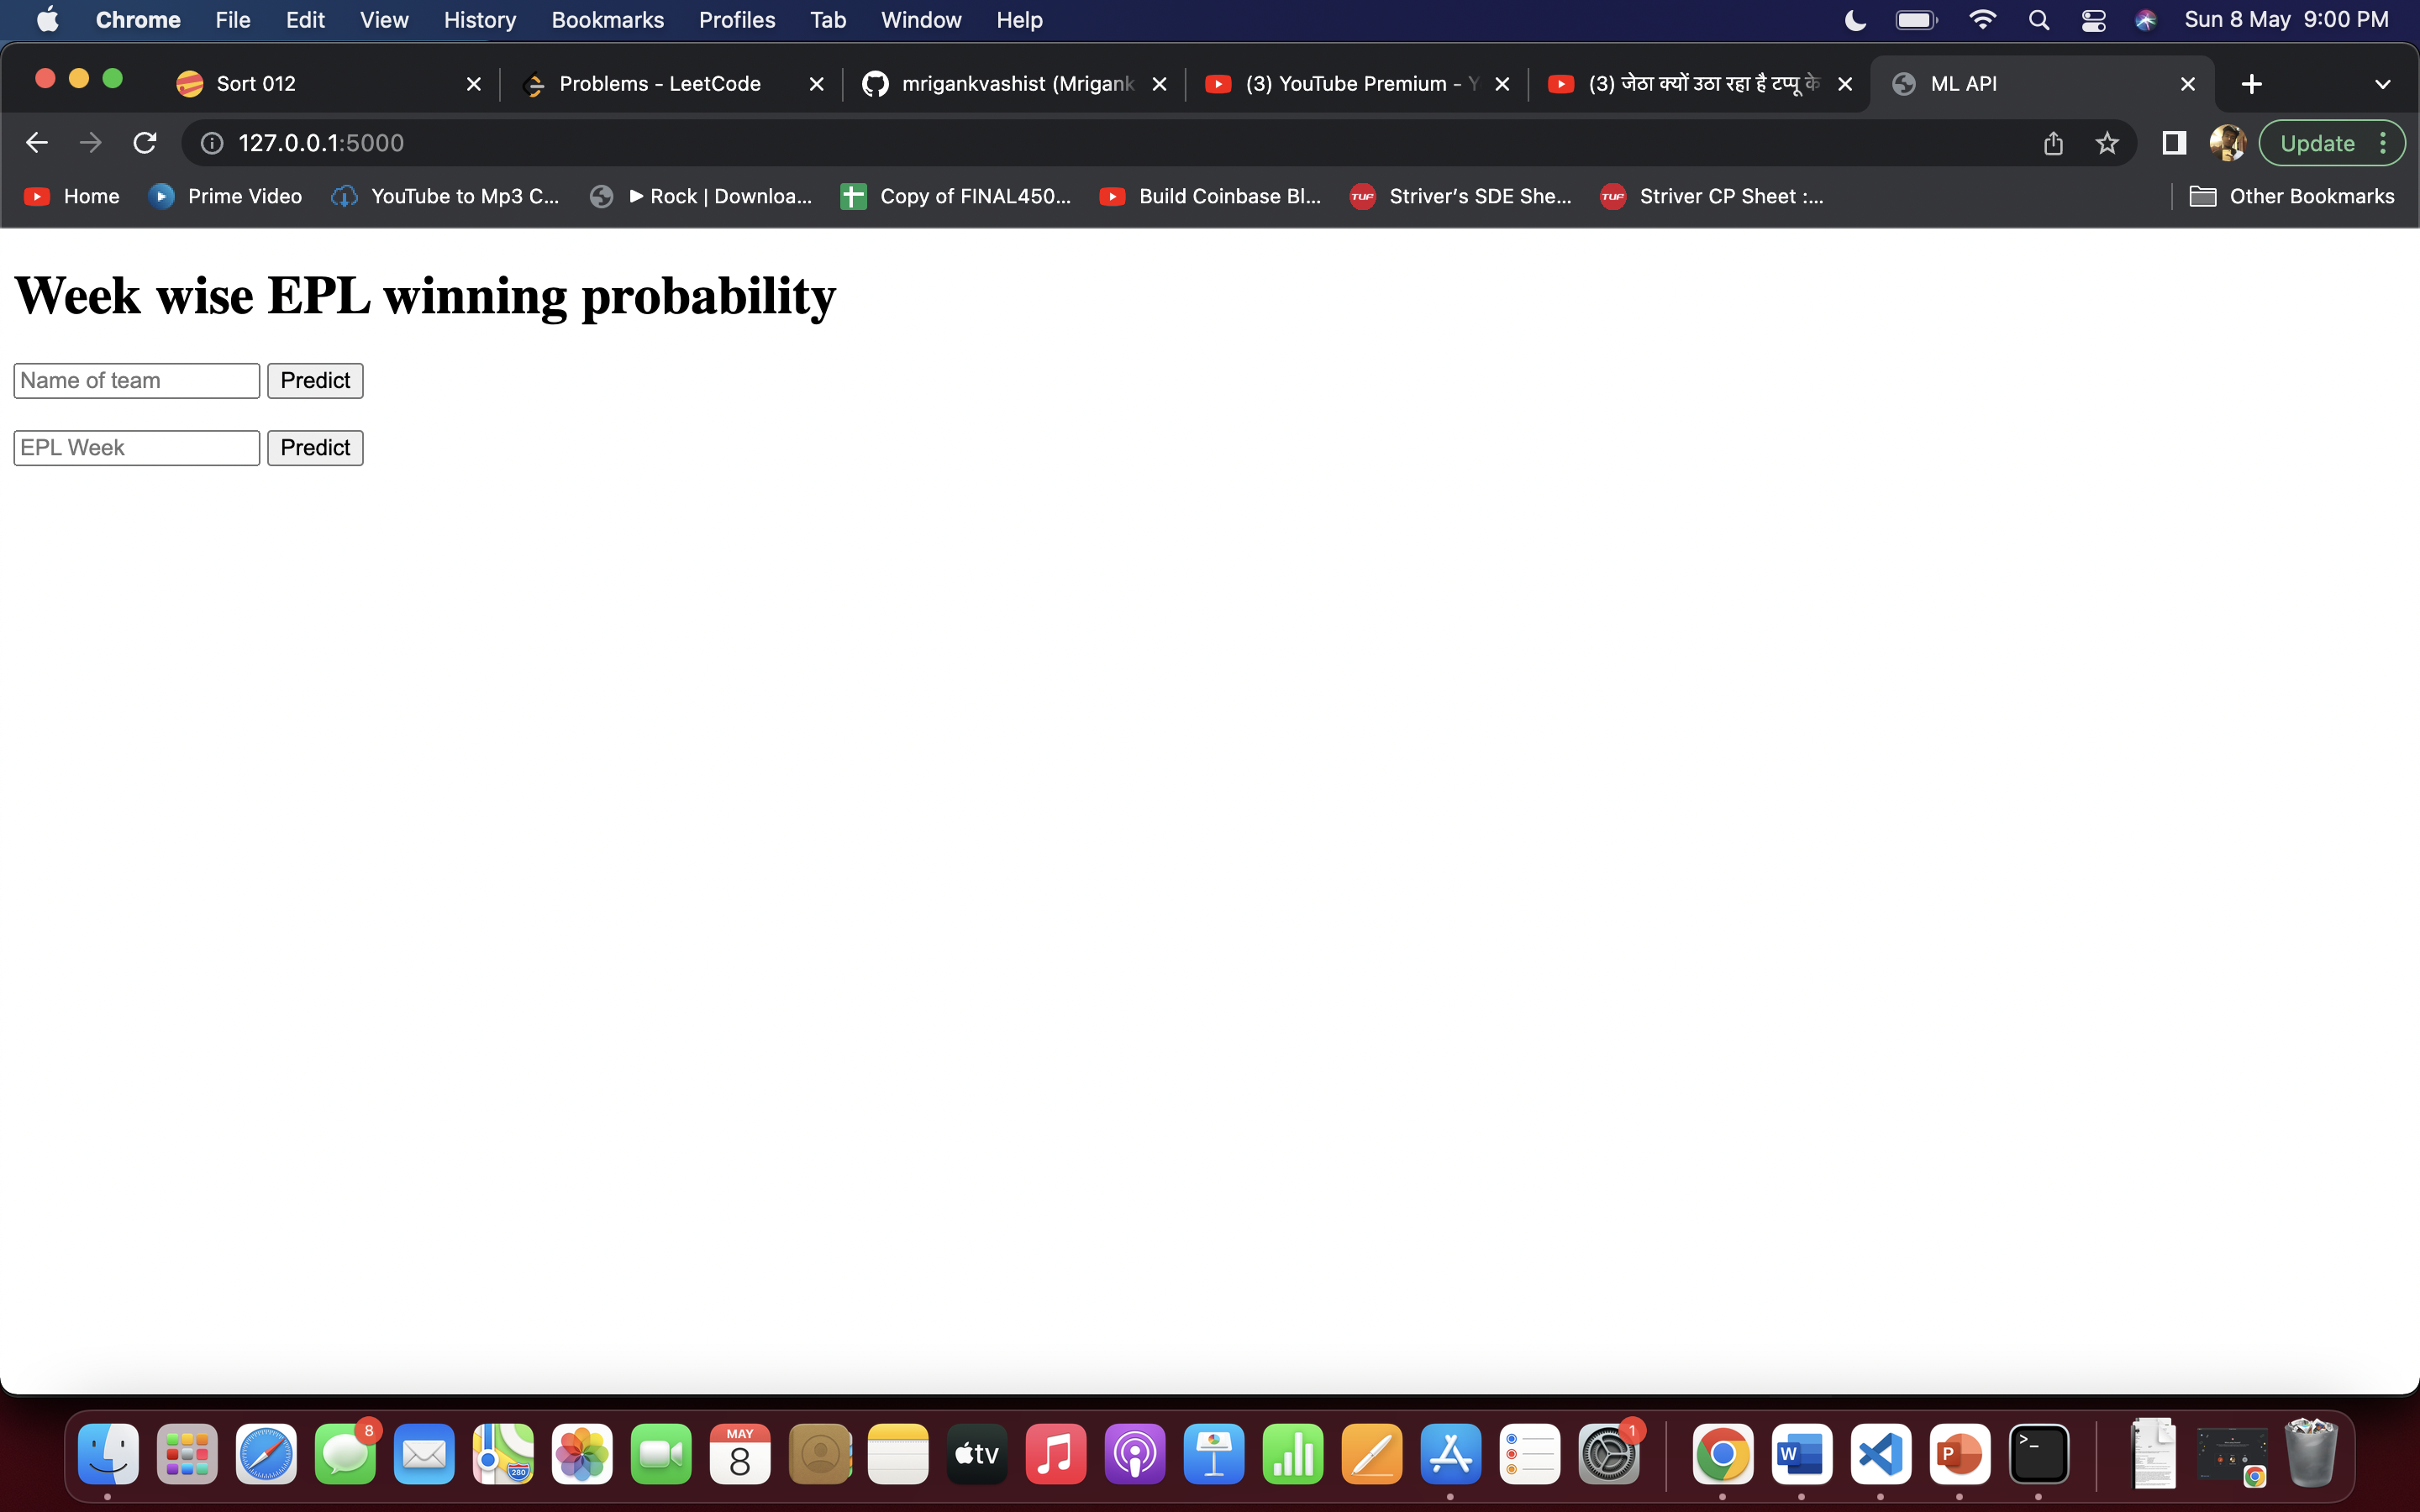 Chrome File Edit View History Bookmarks Profiles Tab Window Help Sun 8 May 9:00 PM
Sort 012 Problems - LeetCode mrigankvashist (Mrigank (3) YouTube Premium - Y (3) जेठा क्यों उठा रहा है टप्पू के ML API
127.0.0.1:5000 Update
Home Prime Video YouTube to Mp3 C... ► Rock | Downloa... Copy of FINAL450... Build Coinbase Bl... TUF Striver's SDE She... TUF Striver CP Sheet :... Other Bookmarks
Week wise EPL winning probability
Name of team Predict
EPL Week Predict
8 280 MAY 8 tv 1 W P >_